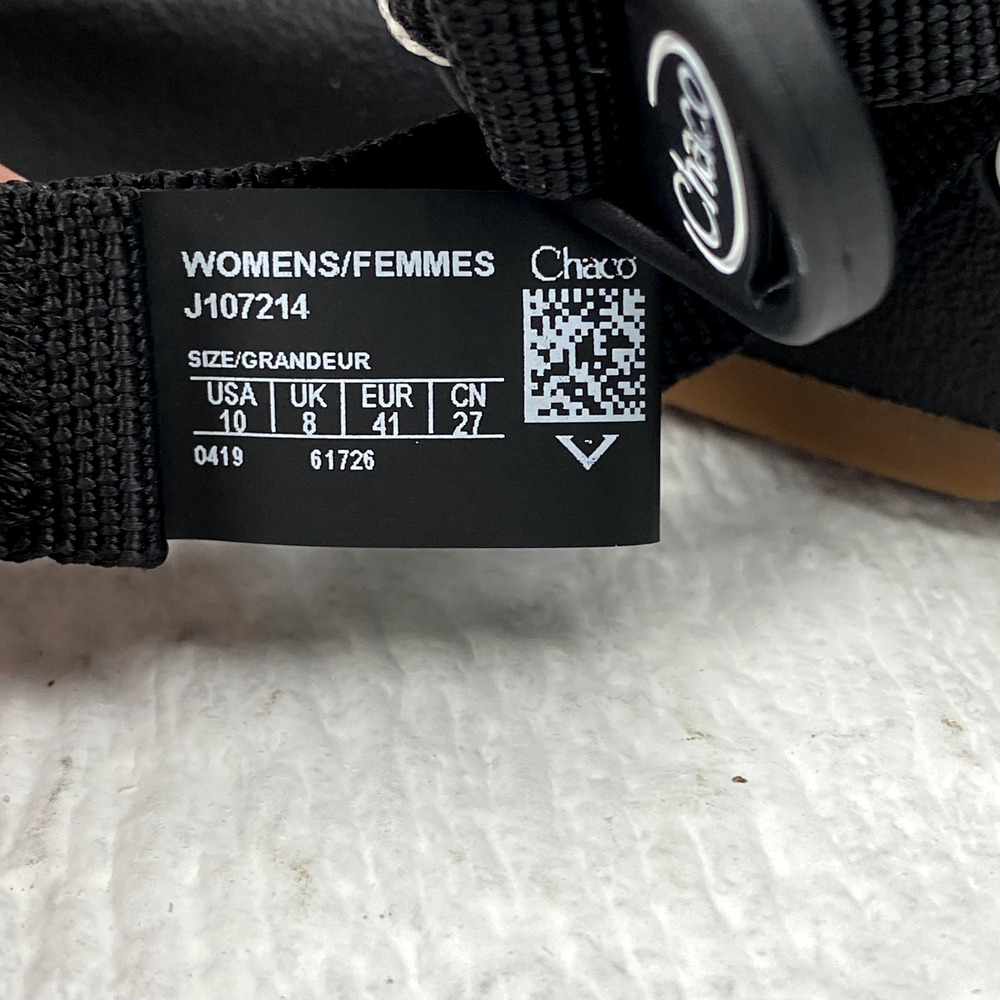 Chaco
WOMENS/FEMMES
J107214
Chaco
SIZE/GRANDEUR
USA UK EUR CN
10 8 41 27
0419 61726